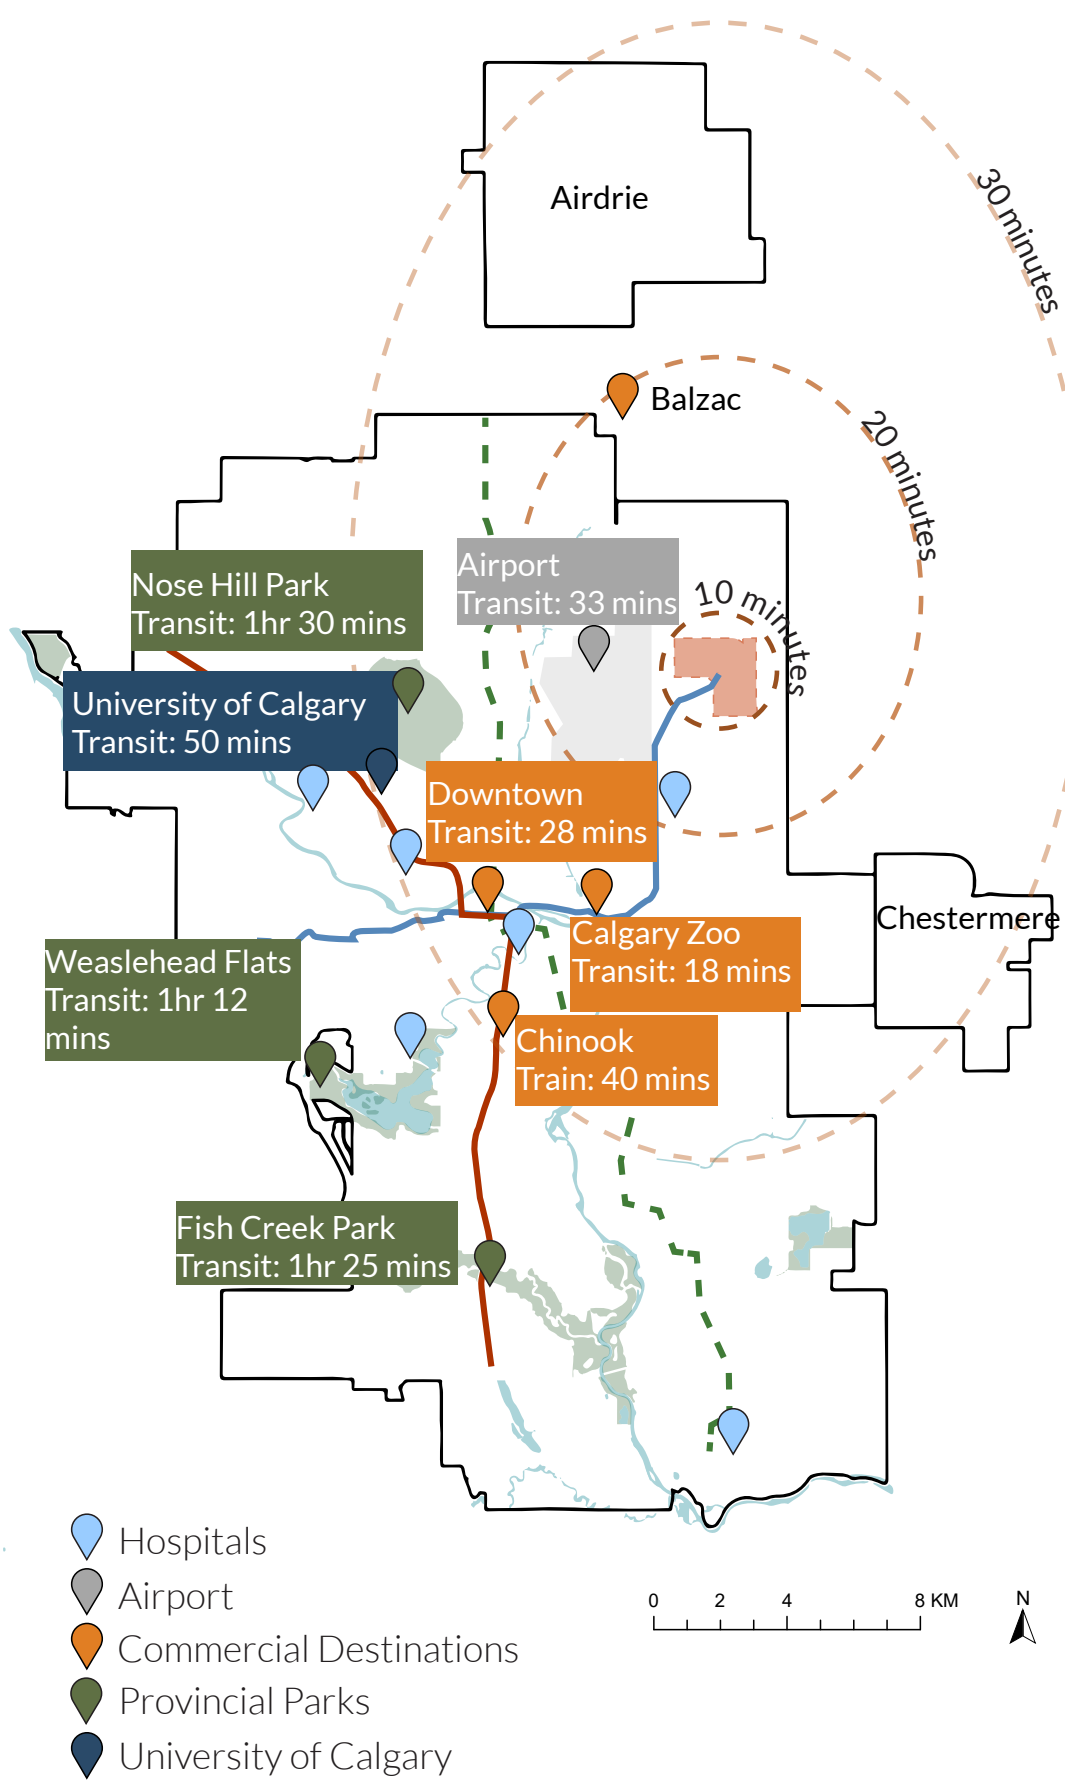 30 minutes
Airdrie
Balzac
20 minutes
Nose Hill Park
Transit: 1hr 30 mins
Airport
Transit: 33 mins
10 minutes
University of Calgary
Transit: 50 mins
Downtown
Transit: 28 mins
Chestermere
Calgary Zoo
Transit: 18 mins
Weaslehead Flats
Transit: 1hr 12
mins
Chinook
Train: 40 mins
Fish Creek Park
Transit: 1hr 25 mins
Hospitals
Airport
Commercial Destinations
Provincial Parks
University of Calgary
0 2 4 8 KM
N